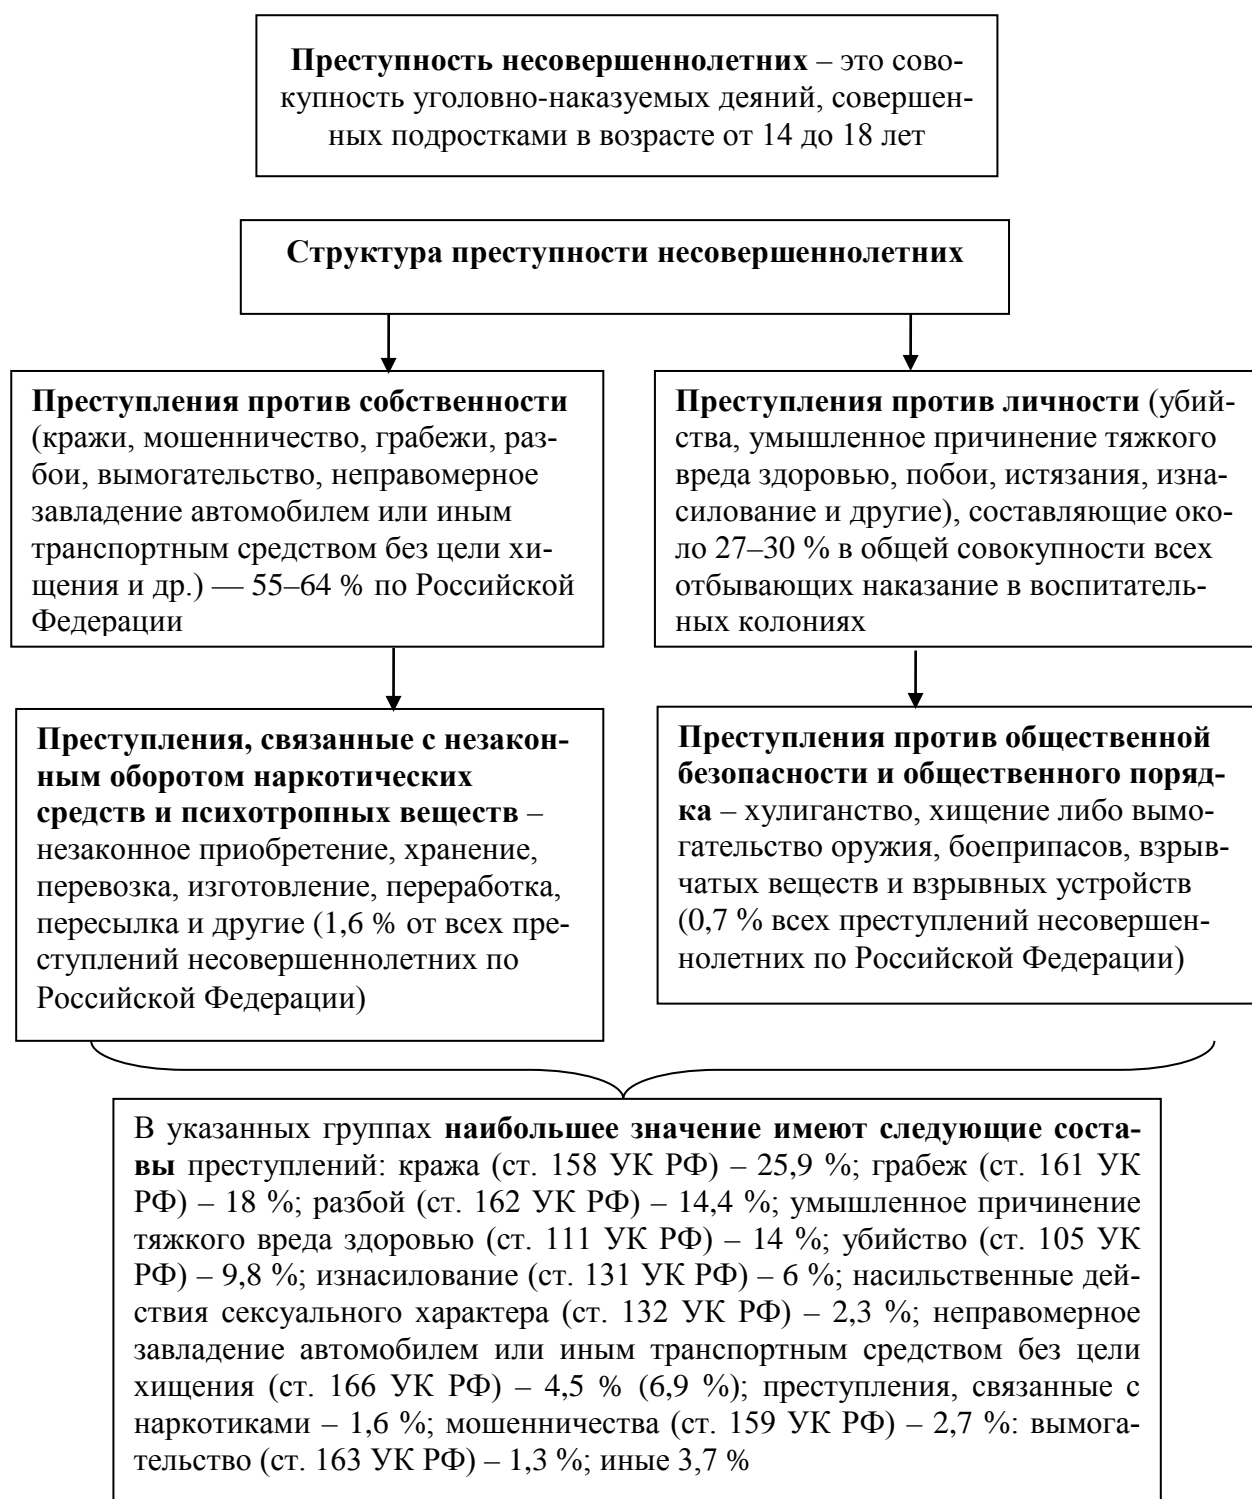 Преступность несовершеннолетних – это сово-
купность уголовно-наказуемых деяний, совершен-
ных подростками в возрасте от 14 до 18 лет
Структура преступности несовершеннолетних
Преступления против собственности
(кражи, мошенничество, грабежи, раз-
бои, вымогательство, неправомерное
завладение автомобилем или иным
транспортным средством без цели хи-
щения и др.) — 55–64 % по Российской
Федерации
Преступления против личности (убий-
ства, умышленное причинение тяжкого
вреда здоровью, побои, истязания, изна-
силование и другие), составляющие око-
ло 27–30 % в общей совокупности всех
отбывающих наказание в воспитатель-
ных колониях
Преступления, связанные с незакон-
ным оборотом наркотических
средств и психотропных веществ –
незаконное приобретение, хранение,
перевозка, изготовление, переработка,
пересылка и другие (1,6 % от всех пре-
ступлений несовершеннолетних по
Российской Федерации)
Преступления против общественной
безопасности и общественного поряд-
ка – хулиганство, хищение либо вымо-
гательство оружия, боеприпасов, взрыв-
чатых веществ и взрывных устройств
(0,7 % всех преступлений несовершен-
нолетних по Российской Федерации)
В указанных группах наибольшее значение имеют следующие соста-
вы преступлений: кража (ст. 158 УК РФ) – 25,9 %; грабеж (ст. 161 УК
РФ) – 18 %; разбой (ст. 162 УК РФ) – 14,4 %; умышленное причинение
тяжкого вреда здоровью (ст. 111 УК РФ) – 14 %; убийство (ст. 105 УК
РФ) – 9,8 %; изнасилование (ст. 131 УК РФ) – 6 %; насильственные дей-
ствия сексуального характера (ст. 132 УК РФ) – 2,3 %; неправомерное
завладение автомобилем или иным транспортным средством без цели
хищения (ст. 166 УК РФ) – 4,5 % (6,9 %); преступления, связанные с
наркотиками – 1,6 %; мошенничества (ст. 159 УК РФ) – 2,7 %: вымога-
тельство (ст. 163 УК РФ) – 1,3 %; иные 3,7 %